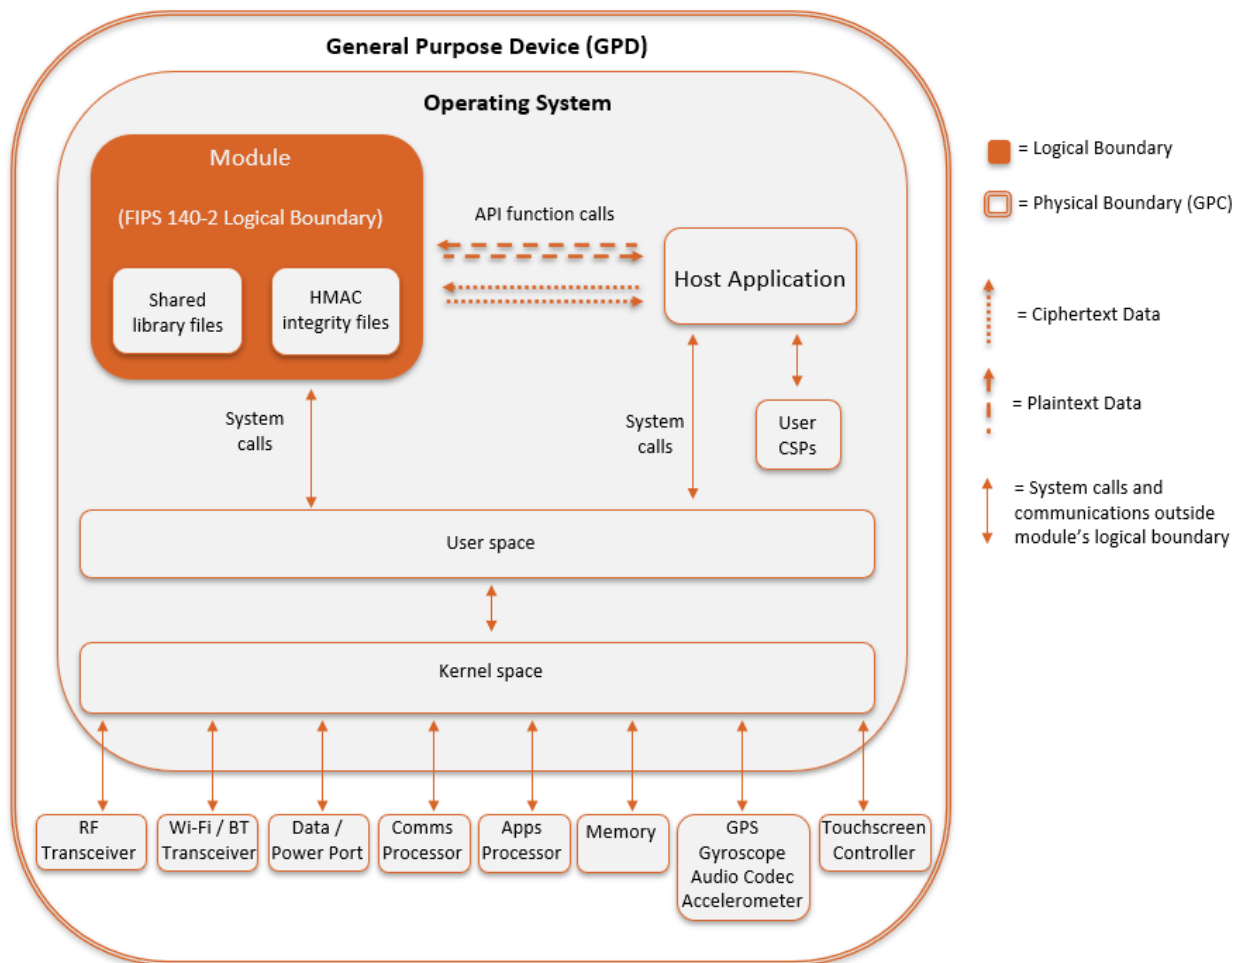 General Purpose Device (GPD)
Operating System
Module
(FIPS 140-2 Logical Boundary)
Shared
library files
HMAC
integrity files
API function calls
Host Application
System
calls
System
calls
User
CSPs
User space
Kernel space
RF
Transceiver
Wi-Fi / BT
Transceiver
Data /
Power Port
Comms
Processor
Apps
Processor
Memory
GPS
Gyroscope
Audio Codec
Accelerometer
Touchscreen
Controller
= Logical Boundary
= Physical Boundary (GPC)
= Ciphertext Data
= Plaintext Data
= System calls and
communications outside
module’s logical boundary